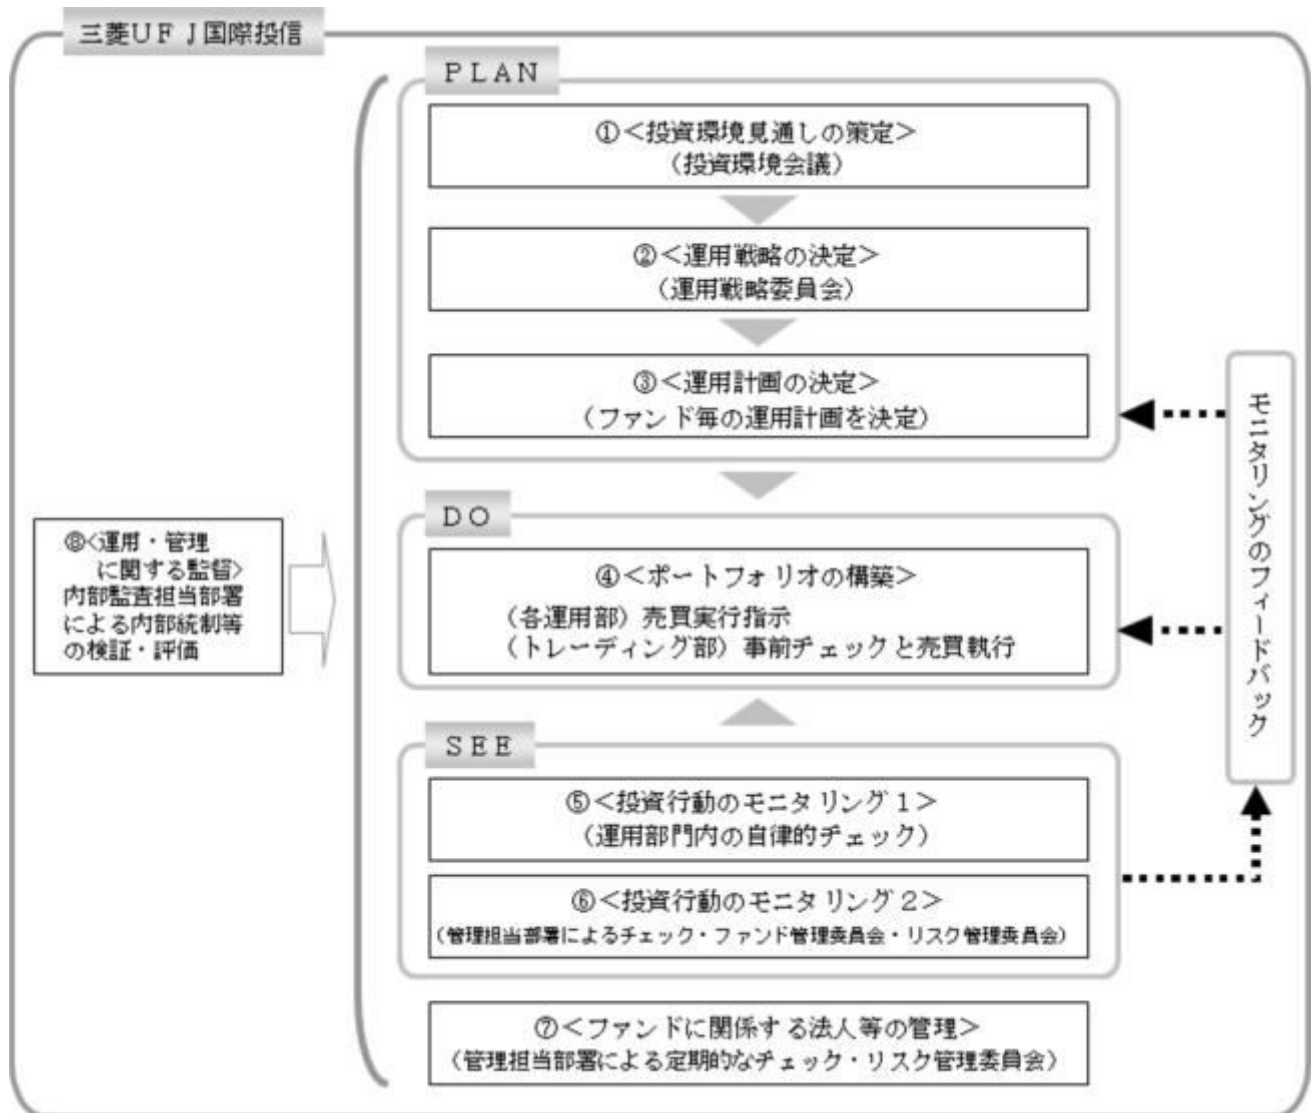 三菱ＵＦＪ国際投信
ＰＬＡＮ
①＜投資環境見通しの策定＞
（投資環境会議）
②＜運用戦略の決定＞
（運用戦略委員会）
③＜運用計画の決定＞
（ファンド毎の運用計画を決定）
ＤＯ
④＜ポートフォリオの構築＞
（各運用部）売買実行指示
（トレーディング部）事前チェックと売買執行
ＳＥＥ
⑤＜投資行動のモニタリング１＞
（運用部門内の自律的チェック）
⑥＜投資行動のモニタリング２＞
（管理担当部署によるチェック・ファンド管理委員会・リスク管理委員会）
⑦＜ファンドに関係する法人等の管理＞
（管理担当部署による定期的なチェック・リスク管理委員会）
⑧＜運用・管理
に関する監督＞
内部監査担当部署
による内部統制等
の検証・評価
モニタリングのフィードバック